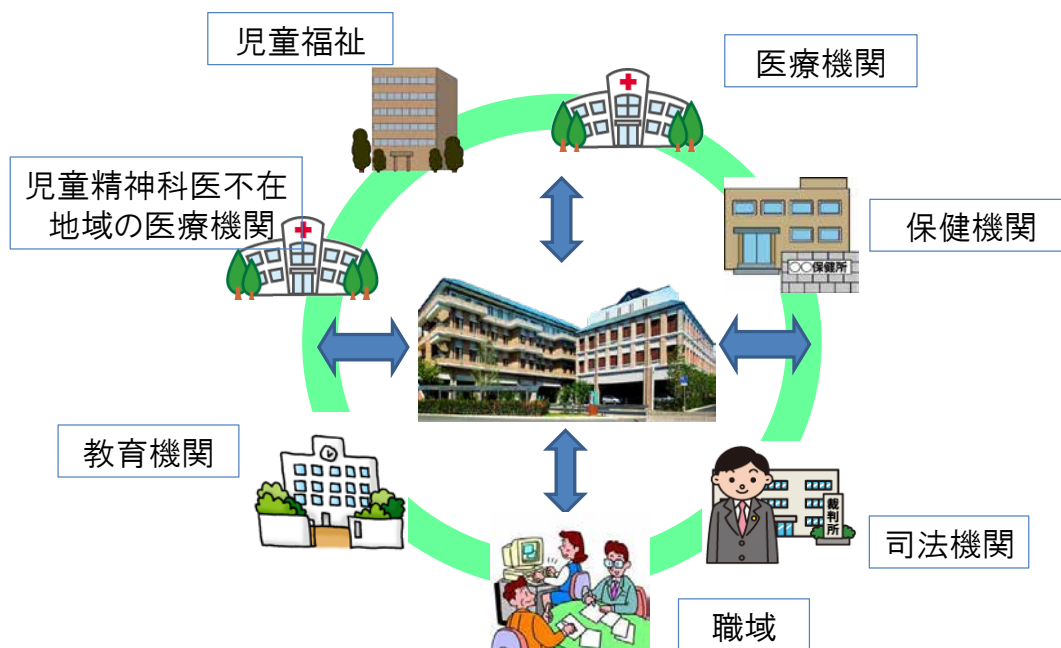 児童福祉
医療機関
児童精神科医不在
地域の医療機関
保健機関
○○保健所
教育機関
裁判所
司法機関
職域